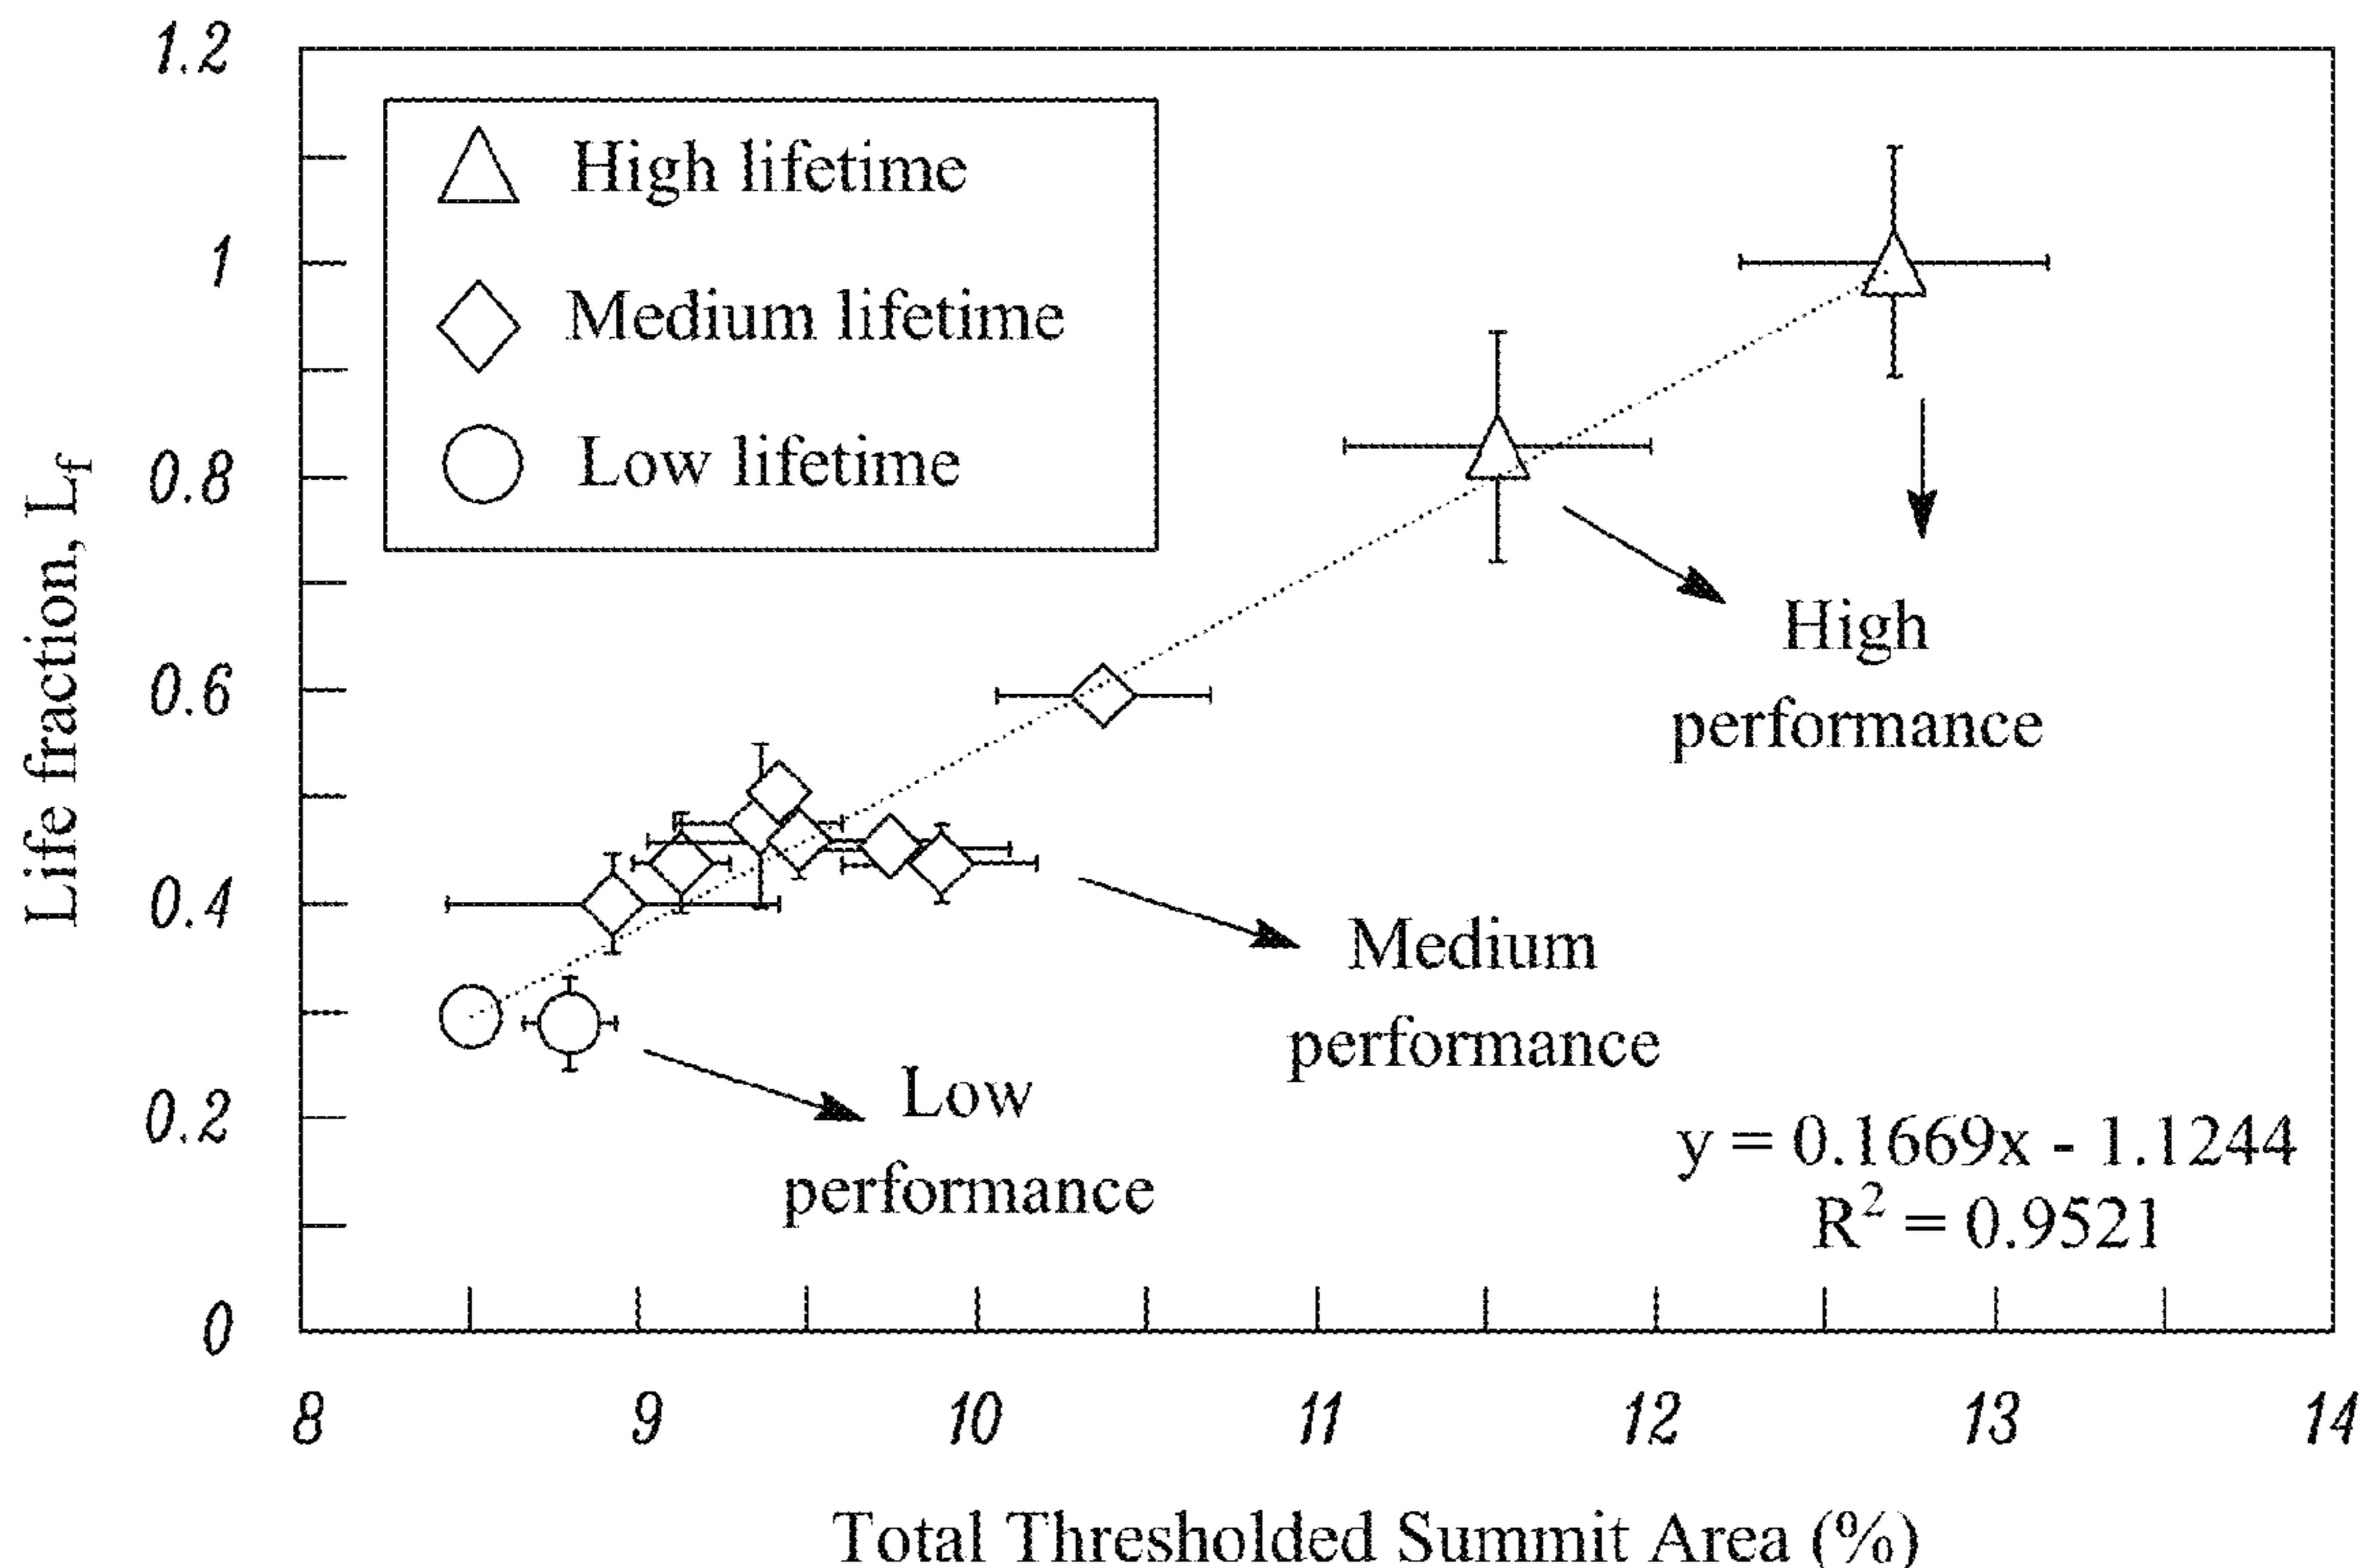 1.2
1
0.8
0.6
0.4
0.2
0
Life fraction, Lf
High lifetime
Medium lifetime
Low lifetime
High
performance
Medium
performance
Low
performance
y = 0.1669x - 1.1244
R² = 0.9521
8 9 10 11 12 13 14
Total Thresholded Summit Area (%)